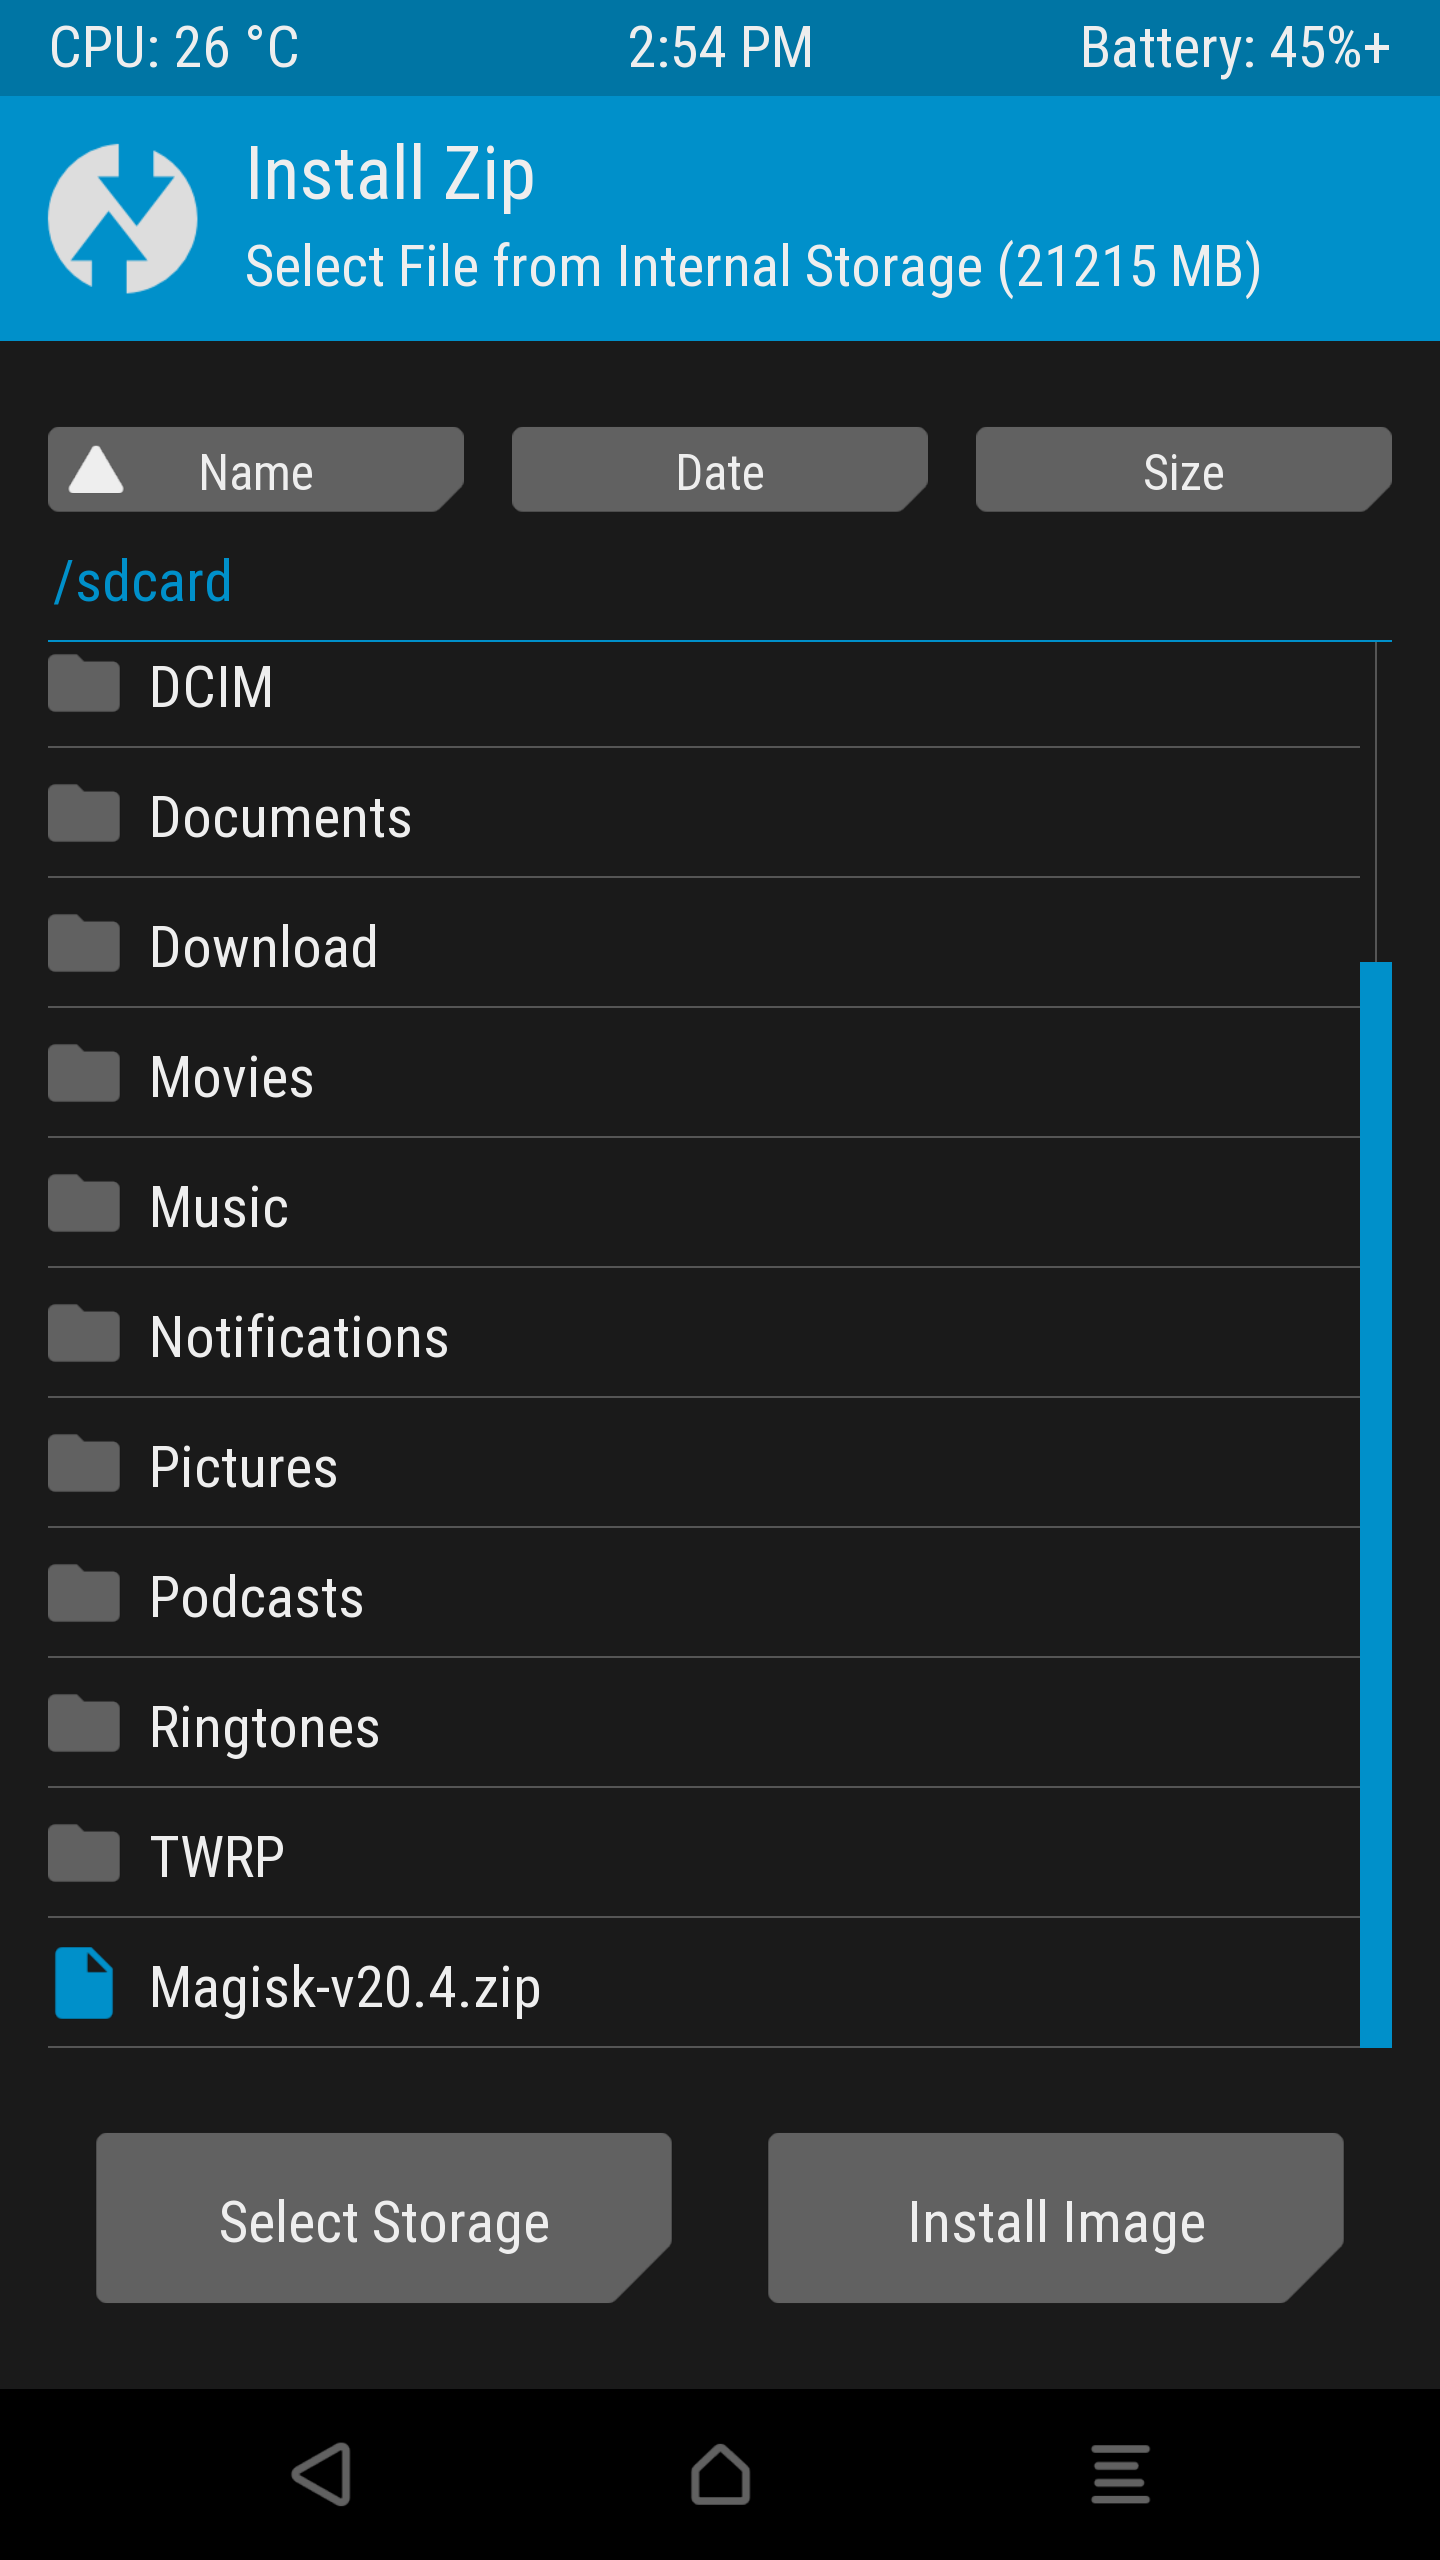 CPU: 26 °C 2:54 PM Battery: 45%+
Install Zip
Select File from Internal Storage (21215 MB)
Name Date Size
/sdcard
DCIM
Documents
Download
Movies
Music
Notifications
Pictures
Podcasts
Ringtones
TWRP
Magisk-v20.4.zip
Select Storage Install Image